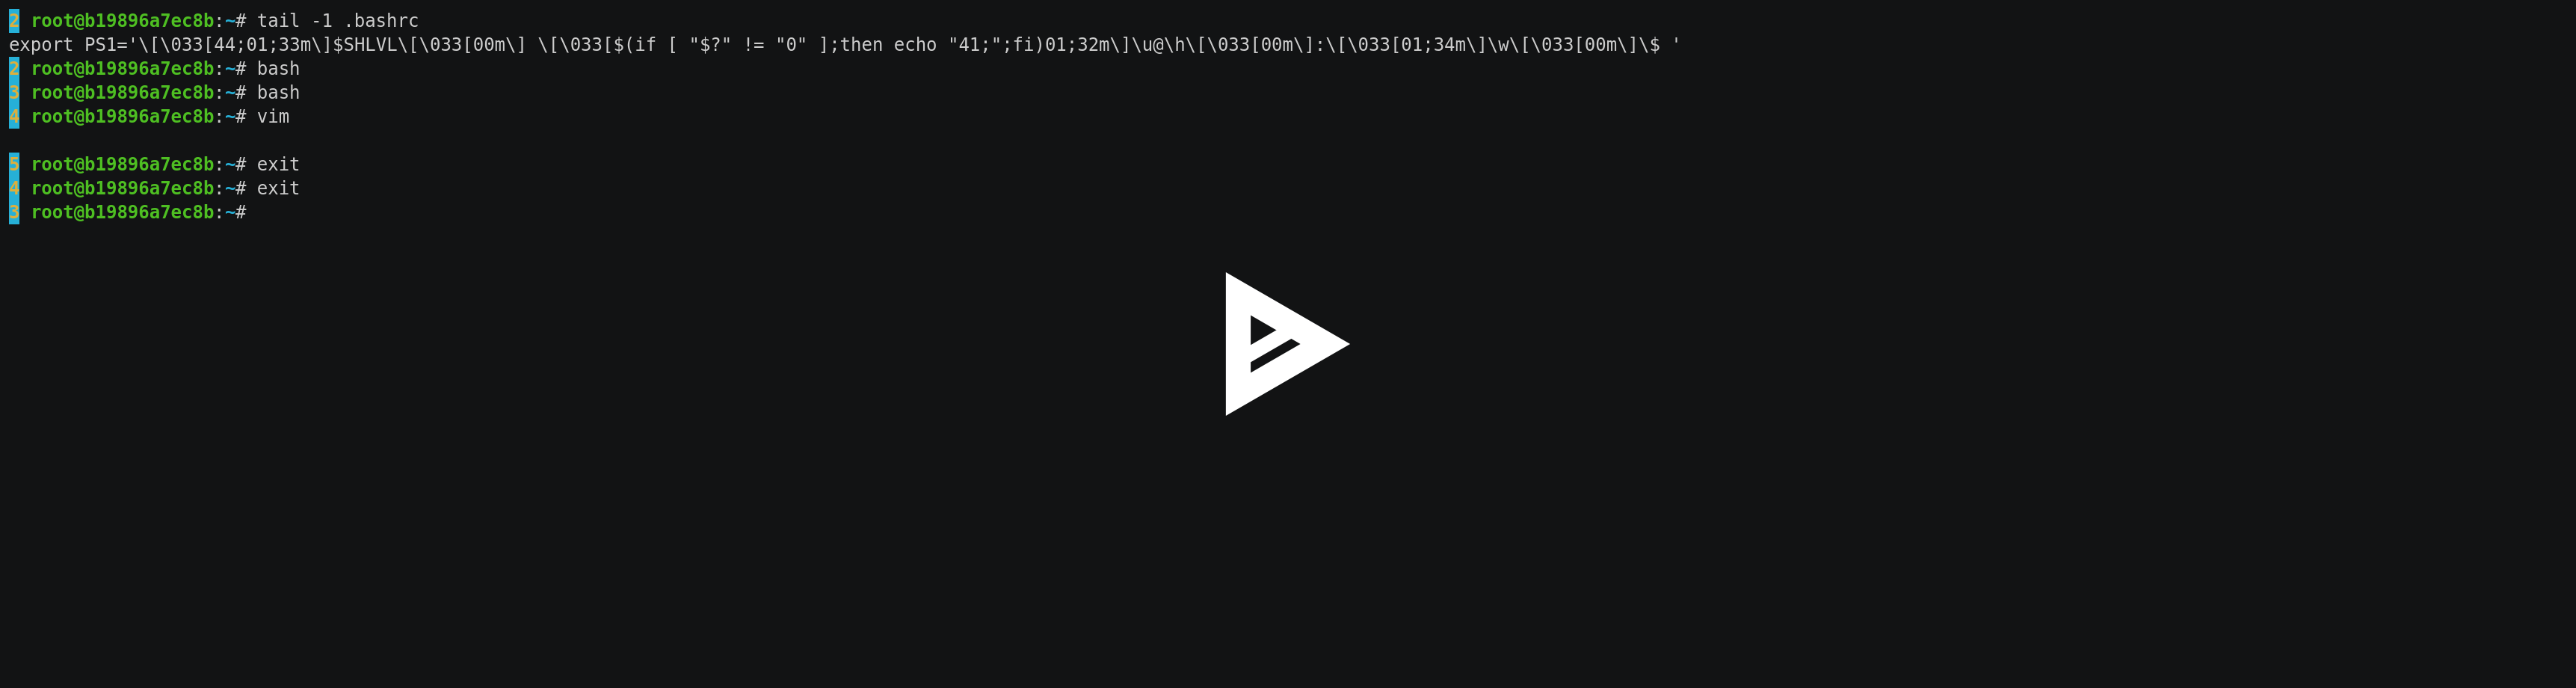 2 root@b19896a7ec8b:~# tail -1 .bashrc
export PS1='\[\033[44;01;33m\]$SHLVL\[\033[00m\] \[\033[$(if [ "$?" != "0" ];then echo "41;";fi)01;32m\]\u@\h\[\033[00m\]:\[\033[01;34m\]\w\[\033[00m\]\$ '
2 root@b19896a7ec8b:~# bash
3 root@b19896a7ec8b:~# bash
4 root@b19896a7ec8b:~# vim
5 root@b19896a7ec8b:~# exit
4 root@b19896a7ec8b:~# exit
3 root@b19896a7ec8b:~#